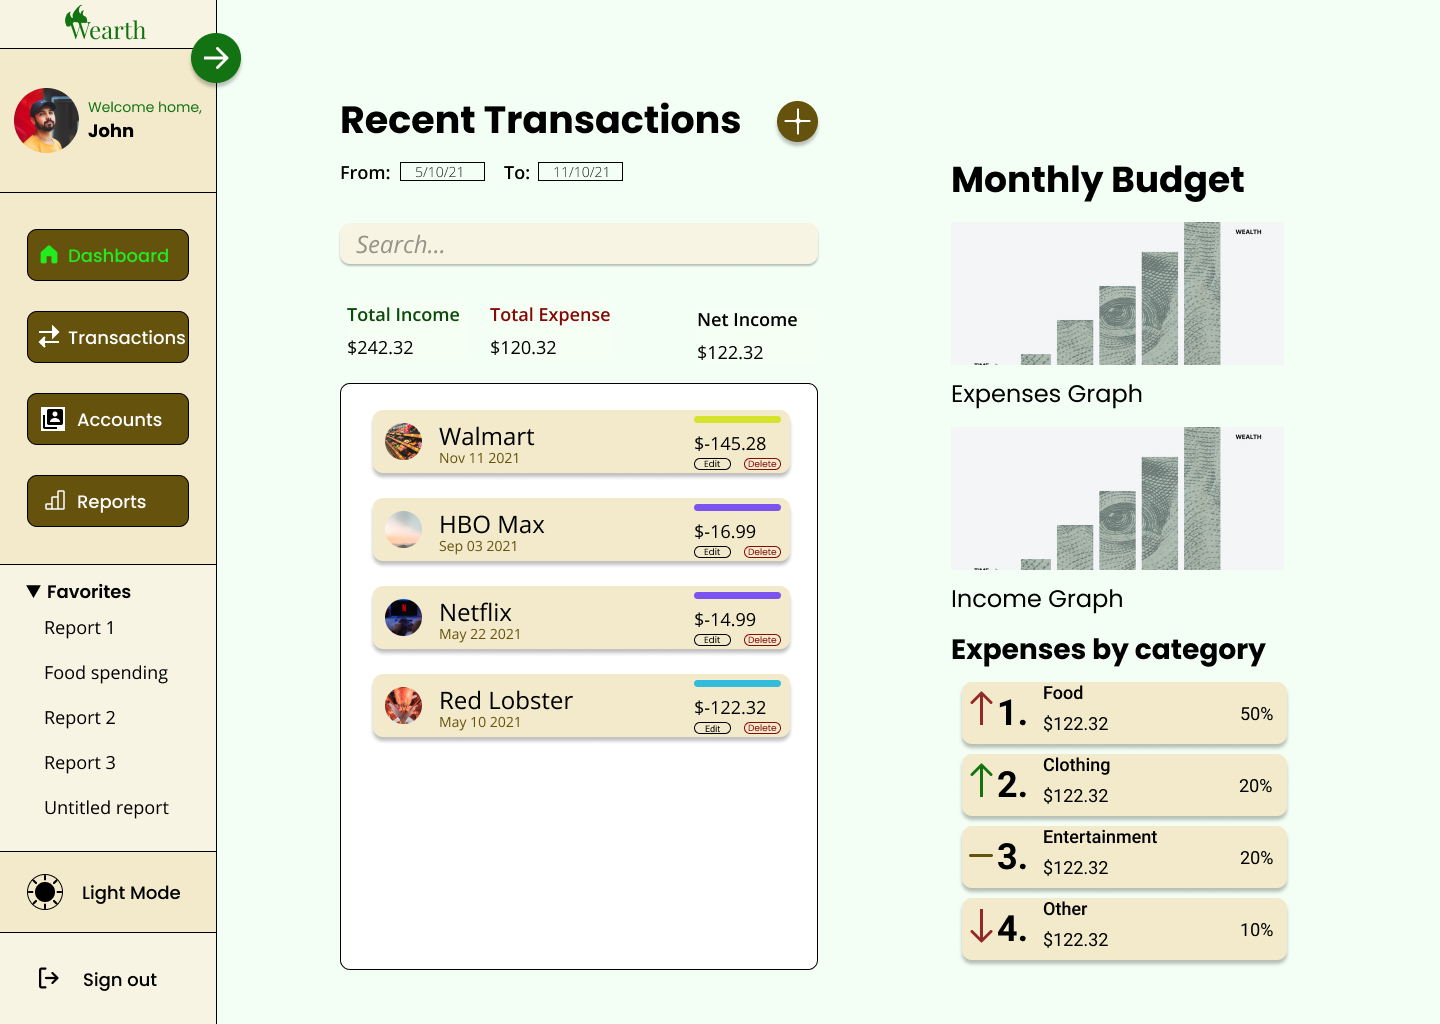 Wearth
Welcome home,
John
Dashboard
Transactions
Accounts
Reports
Favorites
Report 1
Food spending
Report 2
Report 3
Untitled report
Light Mode
Sign out
Recent Transactions
From: 5/10/21 To: 11/10/21
Search...
Total Income
$242.32
Total Expense
$120.32
Net Income
$122.32
Walmart
Nov 11 2021
$-145.28
Edit Delete
HBO Max
Sep 03 2021
$-16.99
Edit Delete
Netflix
May 22 2021
$-14.99
Edit Delete
Red Lobster
May 10 2021
$-122.32
Edit Delete
Monthly Budget
WEALTH
Expenses Graph
WEALTH
Income Graph
Expenses by category
1. Food
$122.32
50%
2. Clothing
$122.32
20%
3. Entertainment
$122.32
20%
4. Other
$122.32
10%